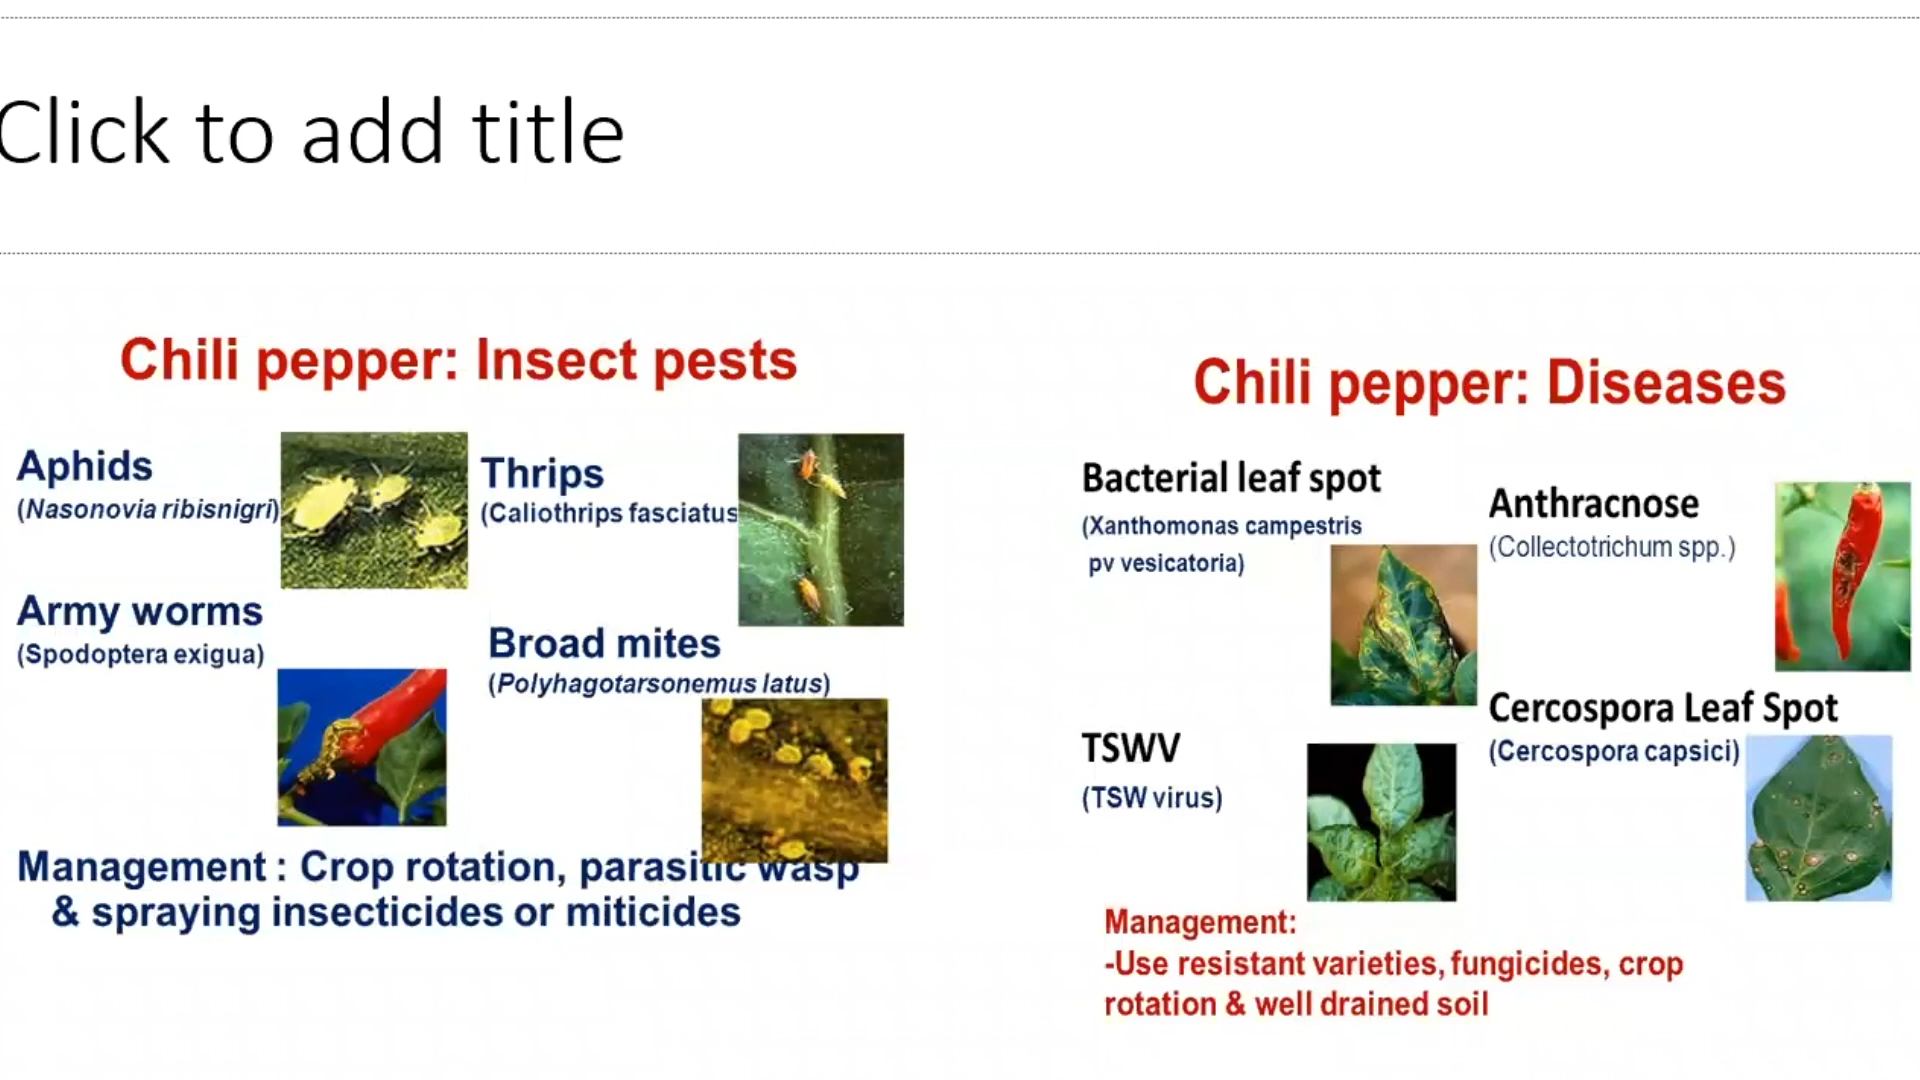 Click to add title
Chili pepper: Insect pests
Aphids
(Nasonovia ribisnigri)
Thrips
(Caliothrips fasciatus
Army worms
(Spodoptera exigua)
Broad mites
(Polyhagotarsonemus latus)
Management : Crop rotation, parasitic wasp
& spraying insecticides or miticides
Chili pepper: Diseases
Bacterial leaf spot
(Xanthomonas campestris
pv vesicatoria)
Anthracnose
(Collectotrichum spp.)
TSWV
(TSW virus)
Cercospora Leaf Spot
(Cercospora capsici)
Management:
-Use resistant varieties, fungicides, crop
rotation & well drained soil